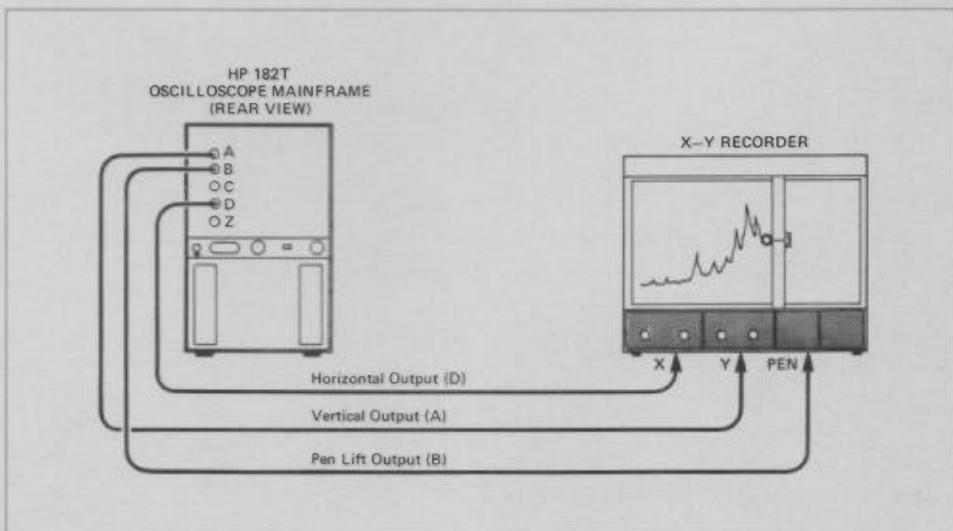 HP 182T
OSCILLOSCOPE MAINFRAME
(REAR VIEW)
A
B
C
D
Z
X–Y RECORDER
X Y PEN
Horizontal Output (D)
Vertical Output (A)
Pen Lift Output (B)